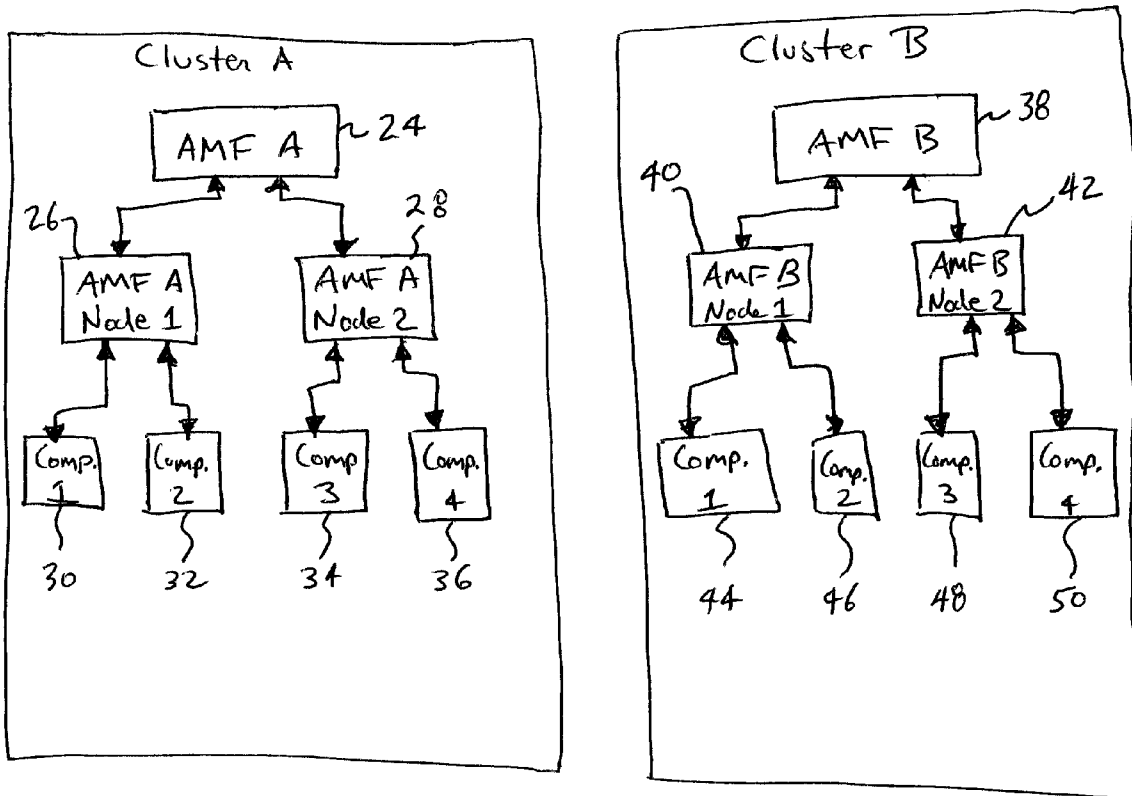 Cluster A
AMF A
24
26
28
AMF A
Node 1
AMF A
Node 2
Comp.
1
Comp.
2
Comp
3
Comp.
4
30
32
34
36
Cluster B
AMF B
38
40
42
AMF B
Node 1
AMF B
Node 2
Comp.
1
Comp.
2
Comp.
3
Comp.
4
44
46
48
50